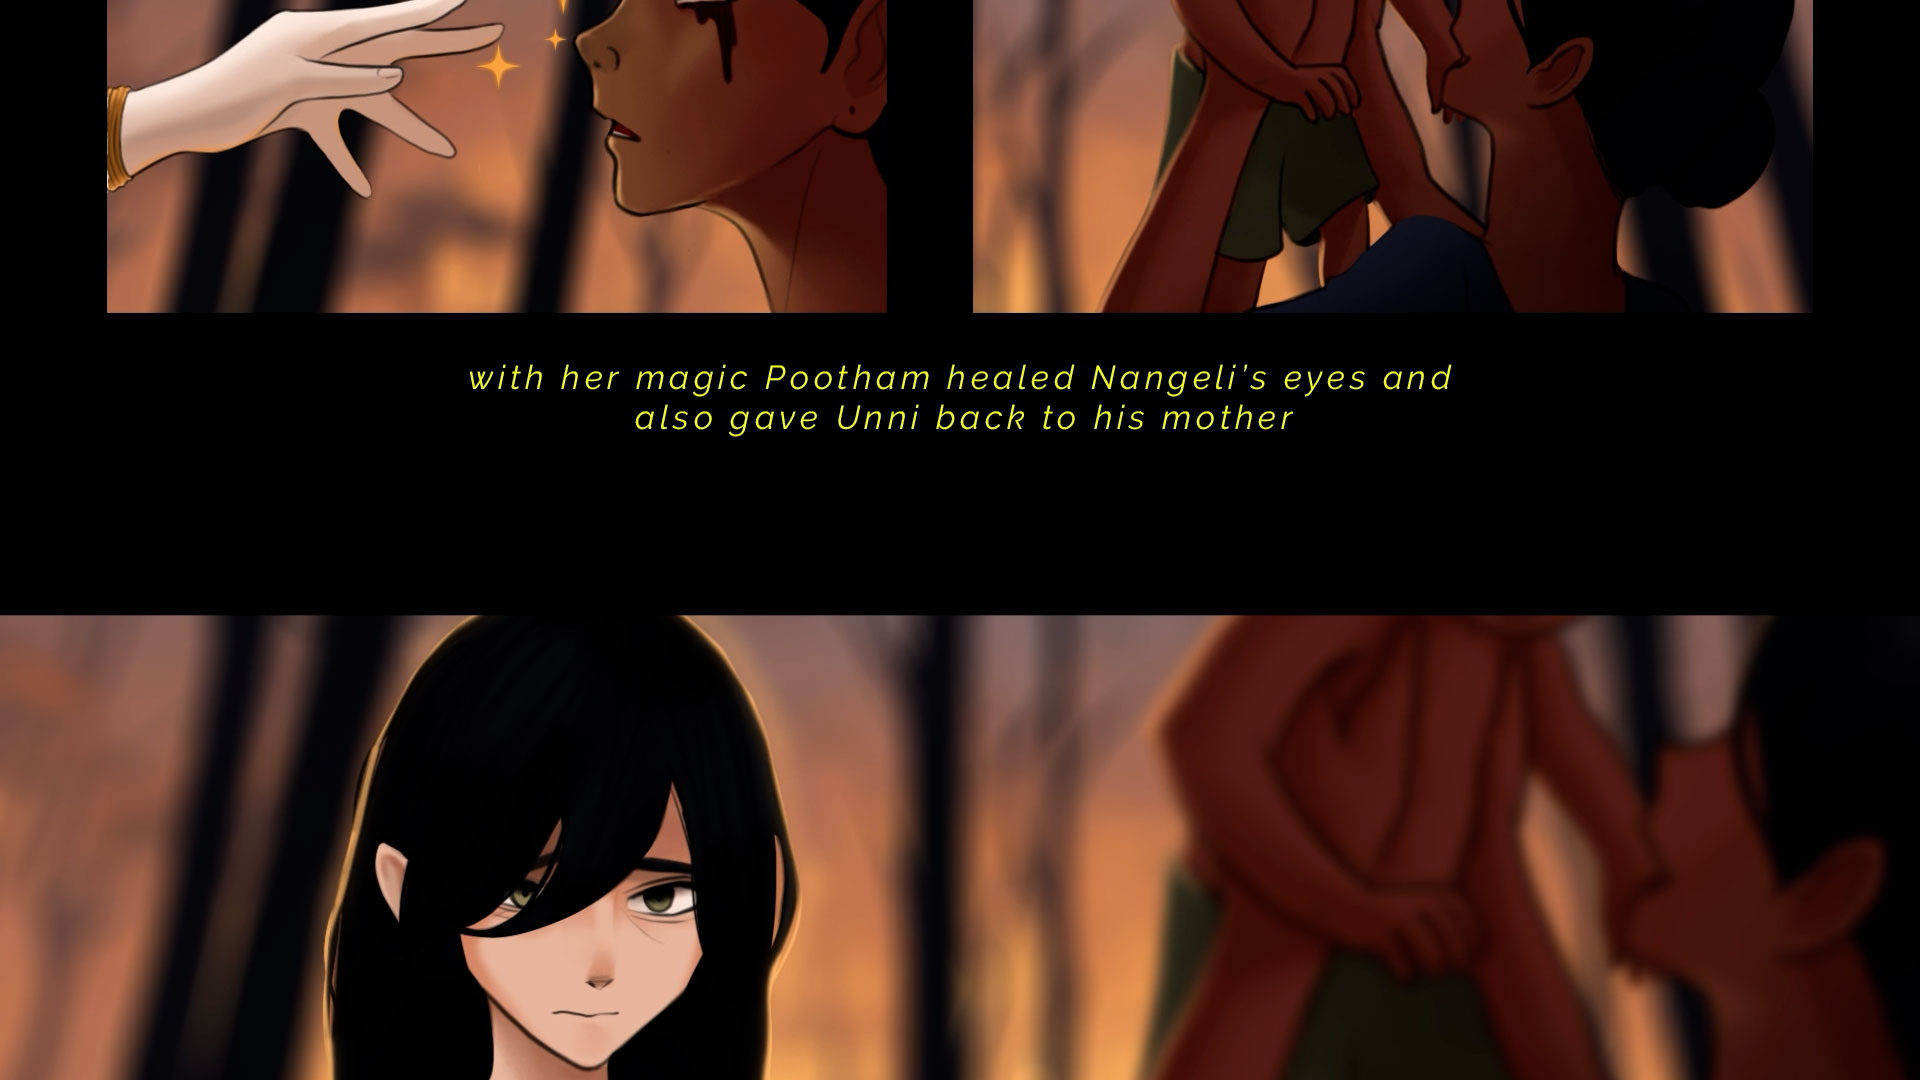 with her magic Pootham healed Nangeli's eyes and
also gave Unni back to his mother